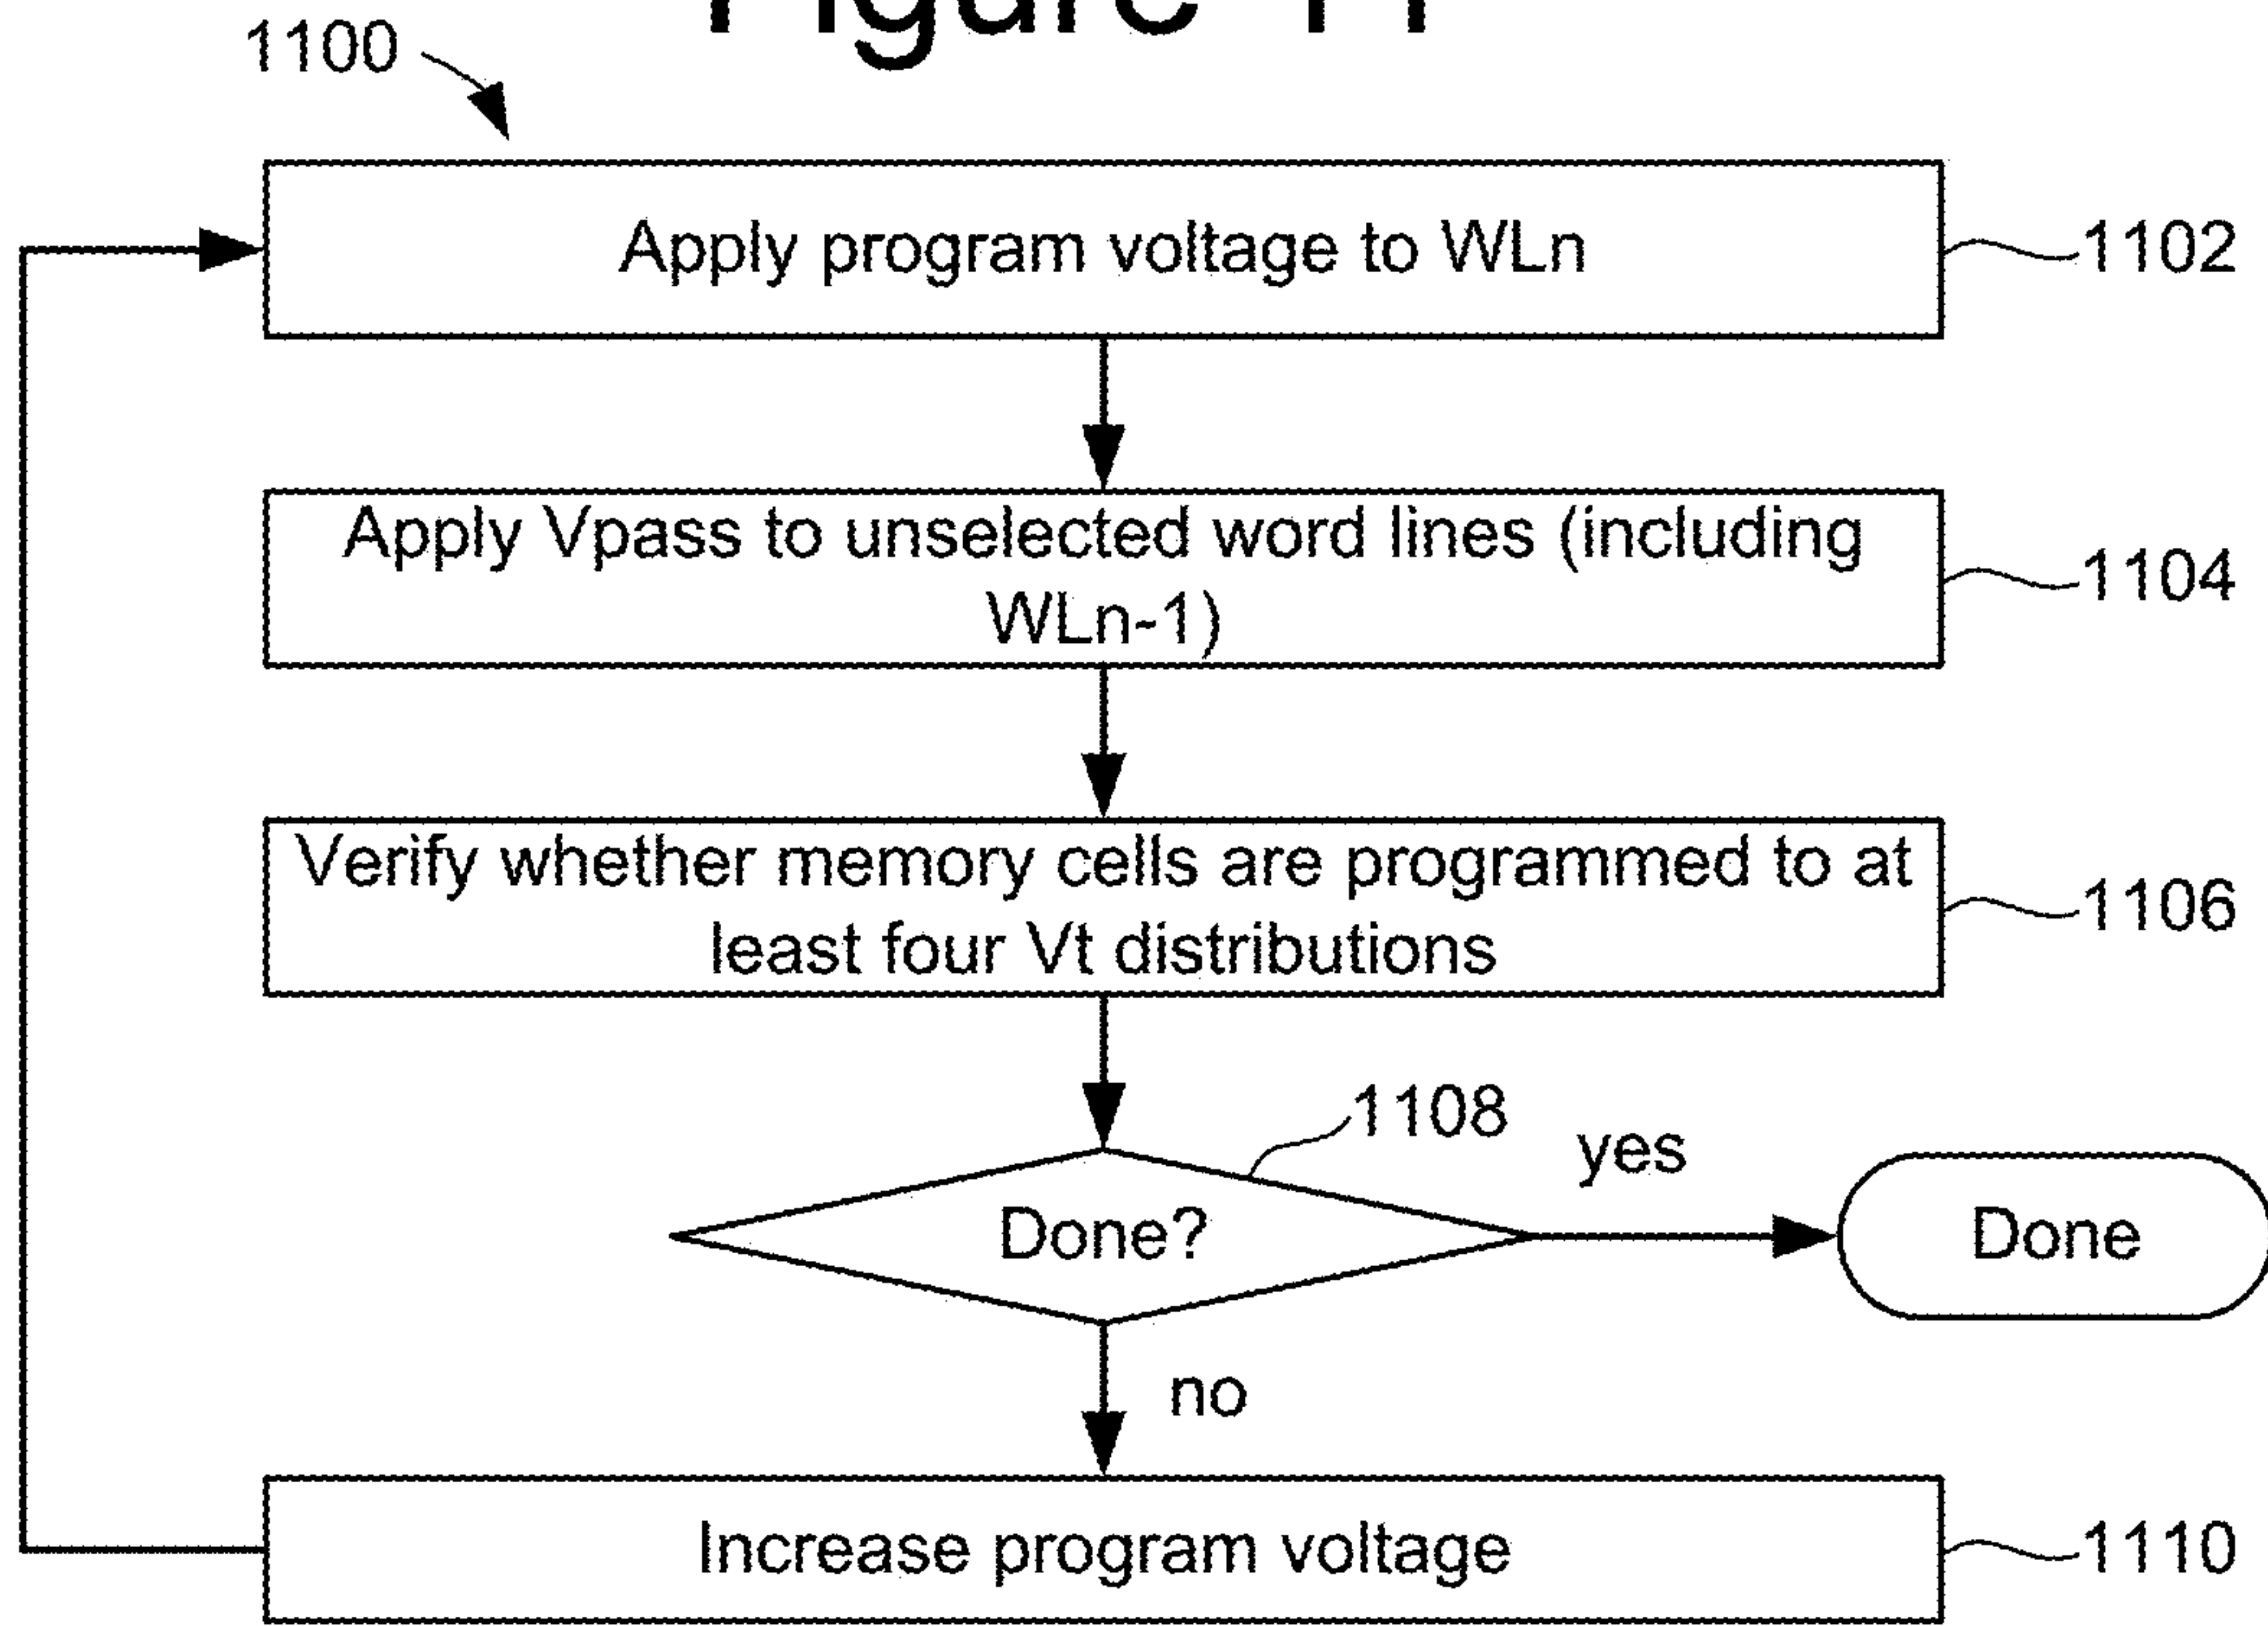 Figure 11
1100
Apply program voltage to WLn
1102
Apply Vpass to unselected word lines (including
WLn-1)
1104
Verify whether memory cells are programmed to at
least four Vt distributions
1106
1108
yes
Done?
Done
no
Increase program voltage
1110